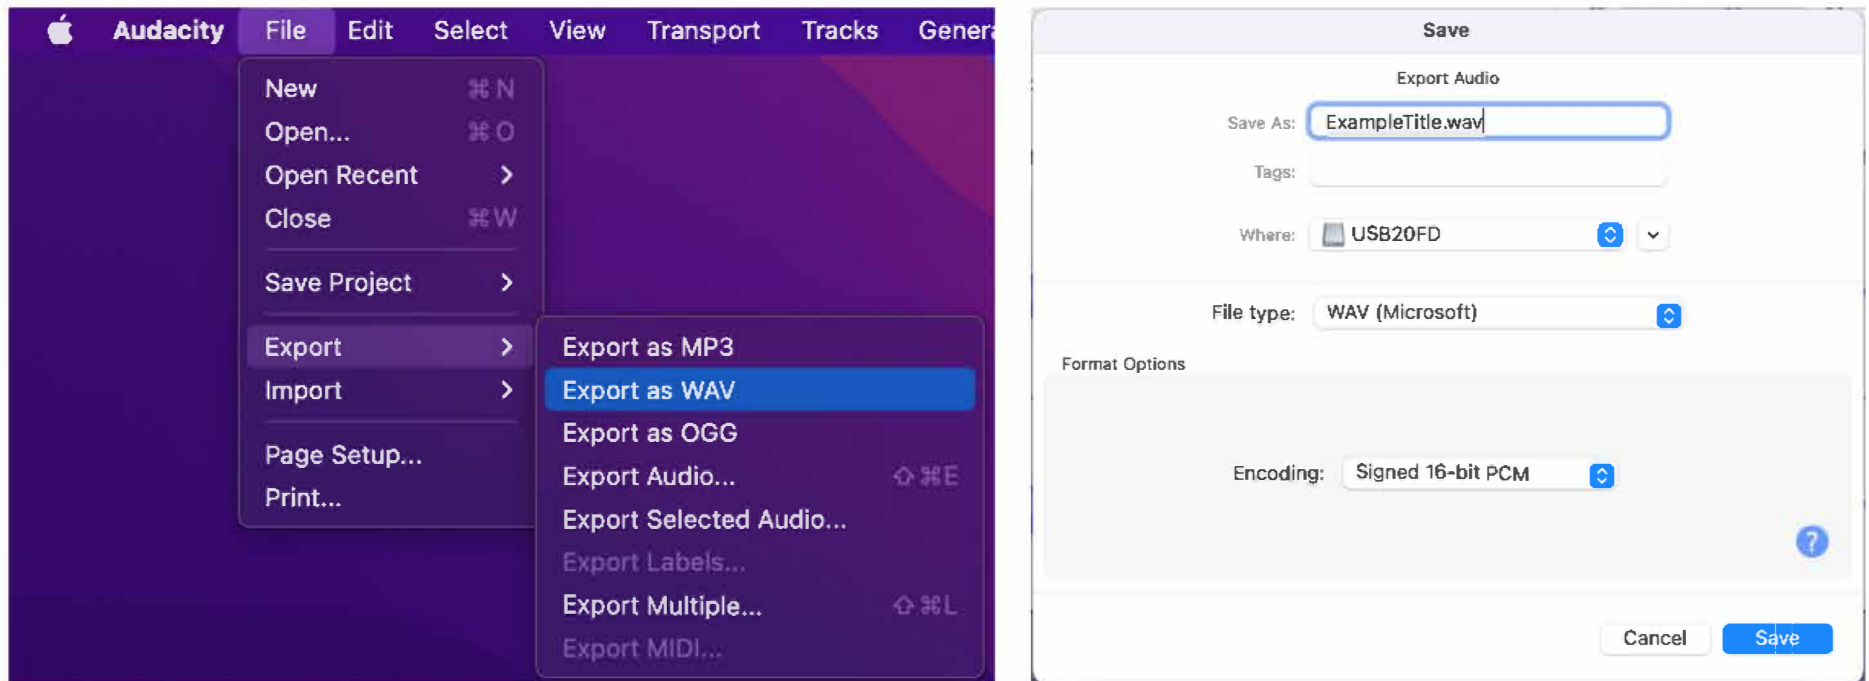 Audacity File Edit Select View Transport Tracks Genera
New ⌘ N
Open... ⌘ O
Open Recent >
Close ⌘ W
Save Project >
Export >
Import >
Page Setup...
Print...
Export as MP3
Export as WAV
Export as OGG
Export Audio... ⇧ ⌘ E
Export Selected Audio...
Export Labels...
Export Multiple... ⇧ ⌘ L
Export MIDI...
Save
Export Audio
Save As: ExampleTitle.wav
Tags:
Where: USB20FD
File type: WAV (Microsoft)
Format Options
Encoding: Signed 16-bit PCM
?
Cancel Save